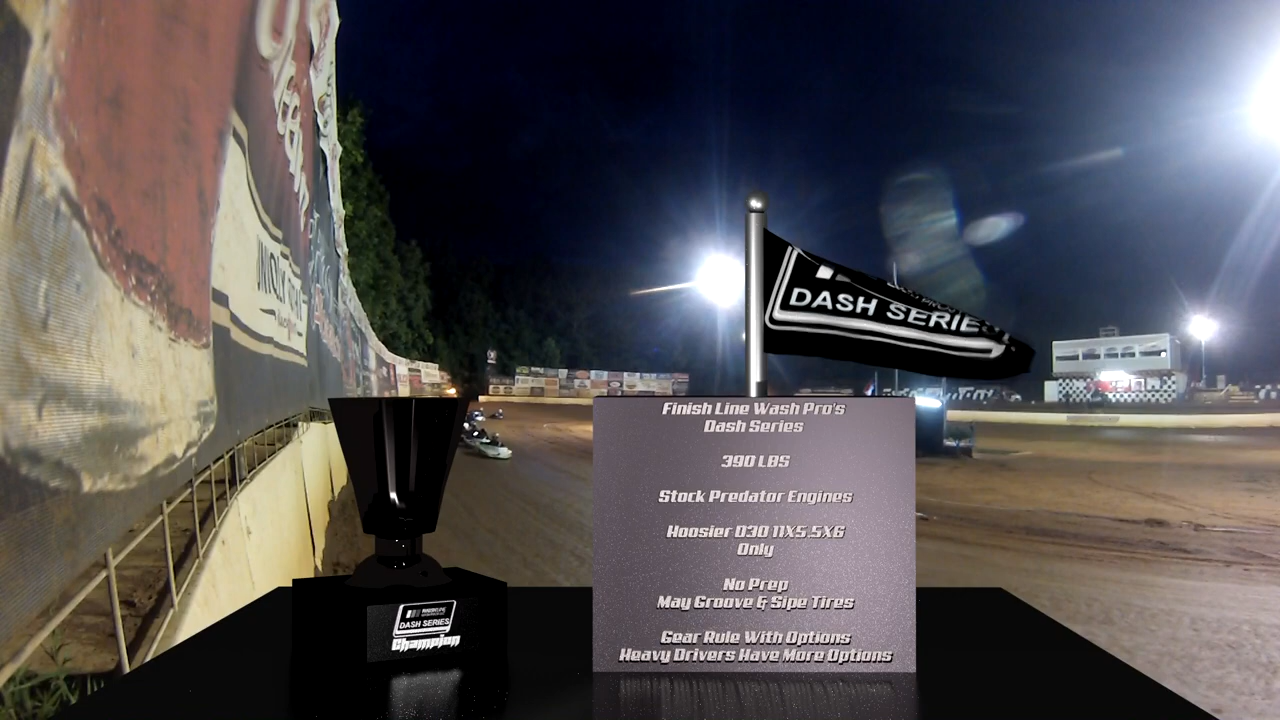 DASH SERIES
Finish Line Wash Pro's
Dash Series
390 LBS
Stock Predator Engines
Hoosier D30 11X5.5X6
Only
No Prep
May Groove & Sipe Tires
Gear Rule With Options
Heavy Drivers Have More Options
DASH SERIES
Champion